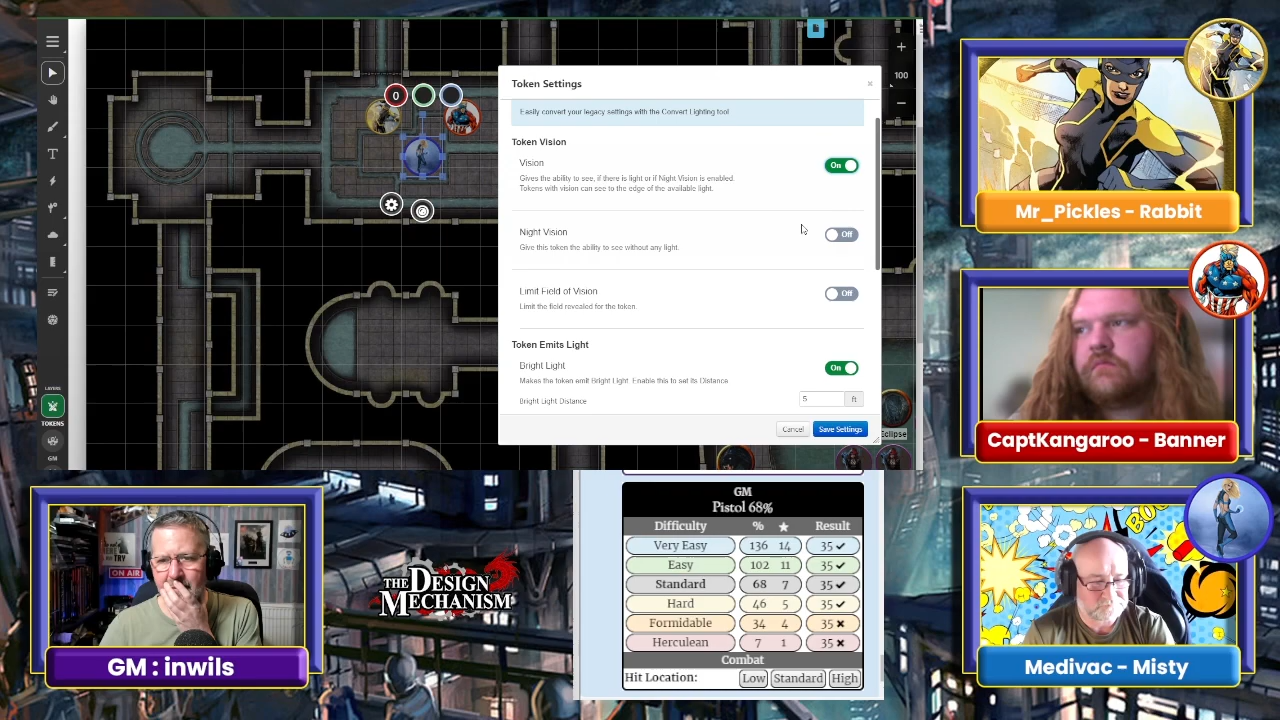 0
Token Settings
×
100
Easily convert your legacy settings with the Convert Lighting tool
Token Vision
Vision
On
Gives the ability to see, if there is light or if Night Vision is enabled.
Tokens with vision can see to the edge of the available light.
Night Vision
Off
Give this token the ability to see without any light.
Limit Field of Vision
Off
Limit the field revealed for the token.
Token Emits Light
Bright Light
On
Makes the token emit Bright Light. Enable this to set its Distance
Bright Light Distance
5 ft
Cancel
Save Settings
Eclipse
LAYERS
TOKENS
GM
Mr_Pickles - Rabbit
CaptKangaroo - Banner
ON AIR
GM : inwils
THE DESIGN
MECHANISM
GM
Pistol 68%
Difficulty % ★ Result
Very Easy 136 14 35 ✔
Easy 102 11 35 ✔
Standard 68 7 35 ✔
Hard 46 5 35 ✔
Formidable 34 4 35 ✖
Herculean 7 1 35 ✖
Combat
Hit Location: Low Standard High
Medivac - Misty